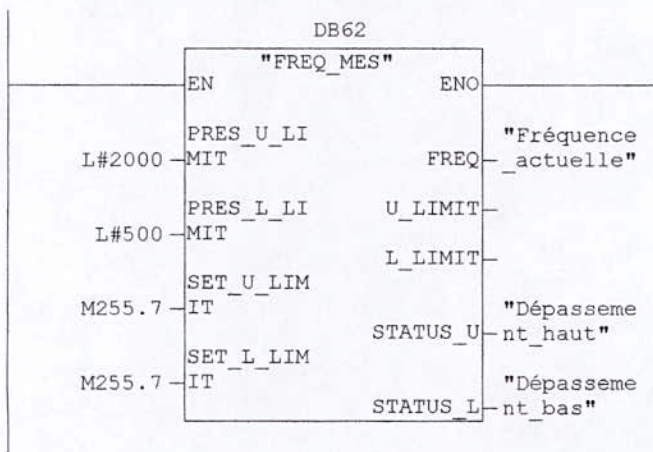 DB62
"FREQ_MES"
EN ENO
PRES_U_LI "Fréquence
L#2000 MIT FREQ _actuelle"
PRES_L_LI U_LIMIT
L#500 MIT
L_LIMIT
SET_U_LIM
M255.7 IT "Dépasseme
STATUS_U nt_haut"
SET_L_LIM
M255.7 IT "Dépasseme
STATUS_L nt_bas"